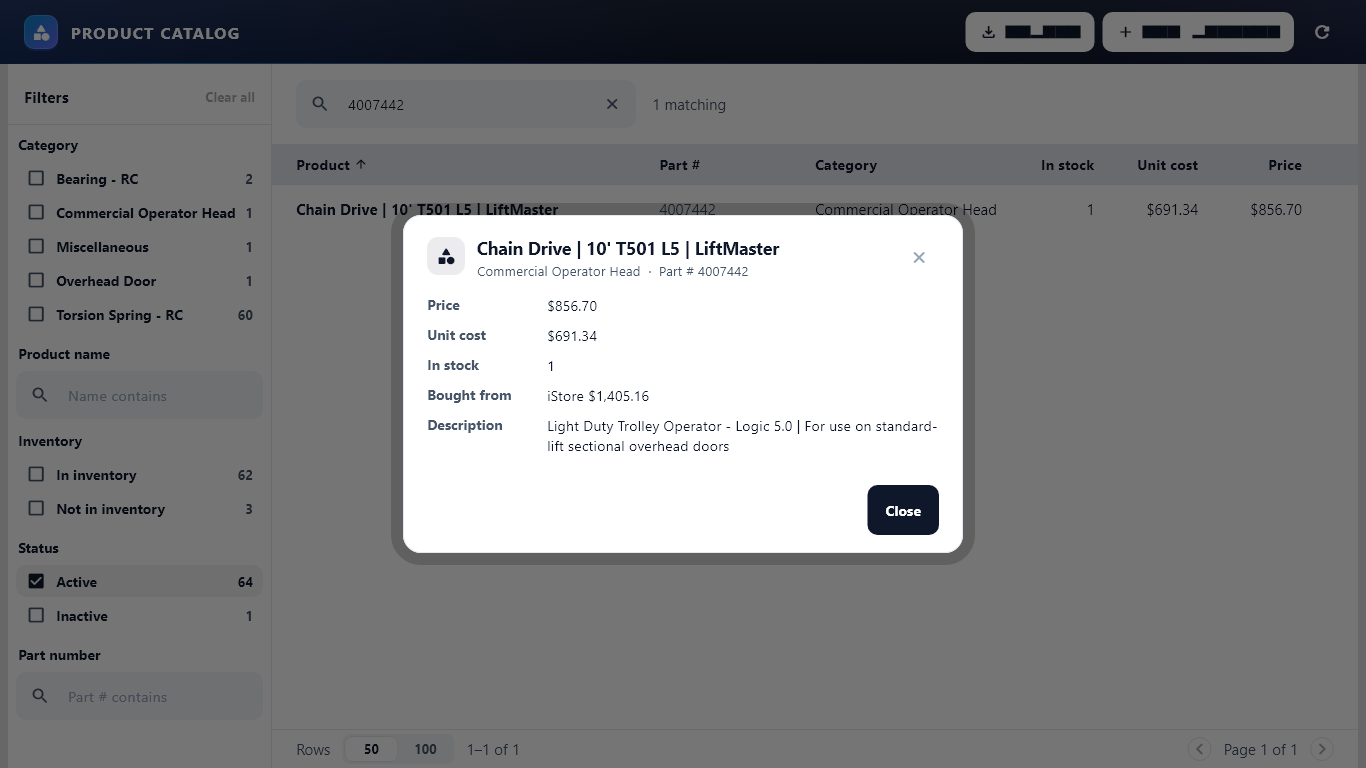 PRODUCT CATALOG
Filters
Clear all
4007442
1 matching
Category
Bearing - RC 2
Commercial Operator Head 1
Miscellaneous 1
Overhead Door 1
Torsion Spring - RC 60
Product name
Name contains
Inventory
In inventory 62
Not in inventory 3
Status
Active 64
Inactive 1
Part number
Part # contains
Product Part # Category In stock Unit cost Price
Chain Drive | 10' T501 L5 | LiftMaster 4007442 Commercial Operator Head 1 $691.34 $856.70
Chain Drive | 10' T501 L5 | LiftMaster
Commercial Operator Head · Part # 4007442
Price $856.70
Unit cost $691.34
In stock 1
Bought from iStore $1,405.16
Description Light Duty Trolley Operator - Logic 5.0 | For use on standard-
lift sectional overhead doors
Close
Rows 50 100 1–1 of 1
Page 1 of 1